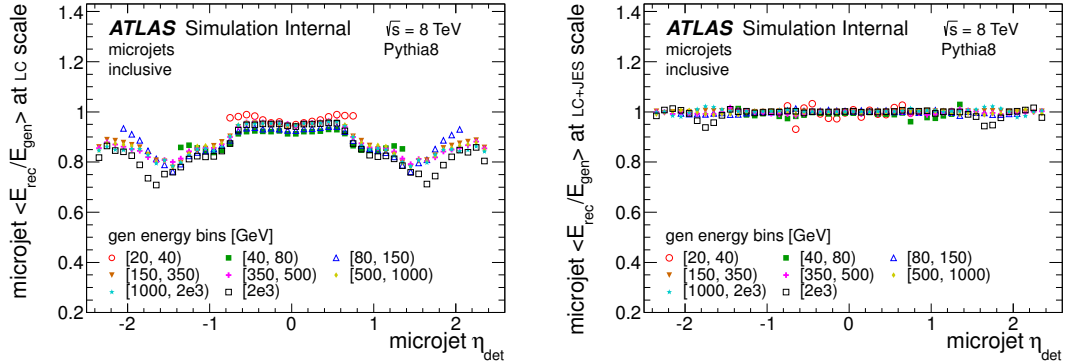 microjet <E_rec/E_gen> at LC scale
1.4
1.2
1
0.8
0.6
0.4
0.2
ATLAS Simulation Internal
√s = 8 TeV
microjets
Pythia8
inclusive
gen energy bins [GeV]
[20, 40) [40, 80) [80, 150)
[150, 350) [350, 500) [500, 1000)
[1000, 2e3) [2e3)
-2 -1 0 1 2
microjet η_det
microjet <E_rec/E_gen> at LC+JES scale
1.4
1.2
1
0.8
0.6
0.4
0.2
ATLAS Simulation Internal
√s = 8 TeV
microjets
Pythia8
inclusive
gen energy bins [GeV]
[20, 40) [40, 80) [80, 150)
[150, 350) [350, 500) [500, 1000)
[1000, 2e3) [2e3)
-2 -1 0 1 2
microjet η_det